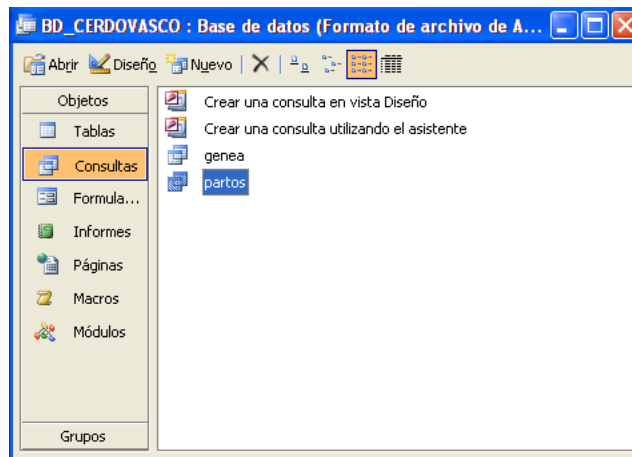 BD_CERDOVASCO : Base de datos (Formato de archivo de A...
Abrir Diseño Nuevo
Objetos
Tablas
Consultas
Formula...
Informes
Páginas
Macros
Módulos
Grupos
Crear una consulta en vista Diseño
Crear una consulta utilizando el asistente
genea
partos